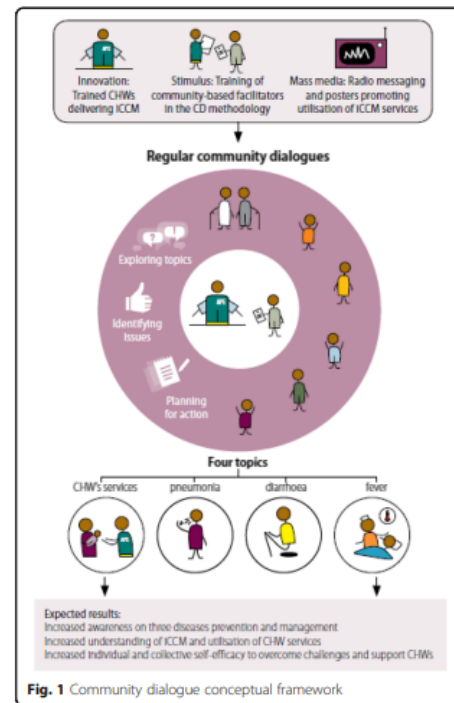 Innovation:
Trained CHWs
delivering iCCM
Stimulus: Training of
community-based facilitators
in the CD methodology
Mass media: Radio messaging
and posters promoting
utilisation of iCCM services
Regular community dialogues
Exploring topics
Identifying
issues
Planning
for action
Four topics
CHW's services
pneumonia
diarrhoea
fever
Expected results:
Increased awareness on three diseases prevention and management
Increased understanding of iCCM and utilisation of CHW services
Increased individual and collective self-efficacy to overcome challenges and support CHWs
Fig. 1 Community dialogue conceptual framework